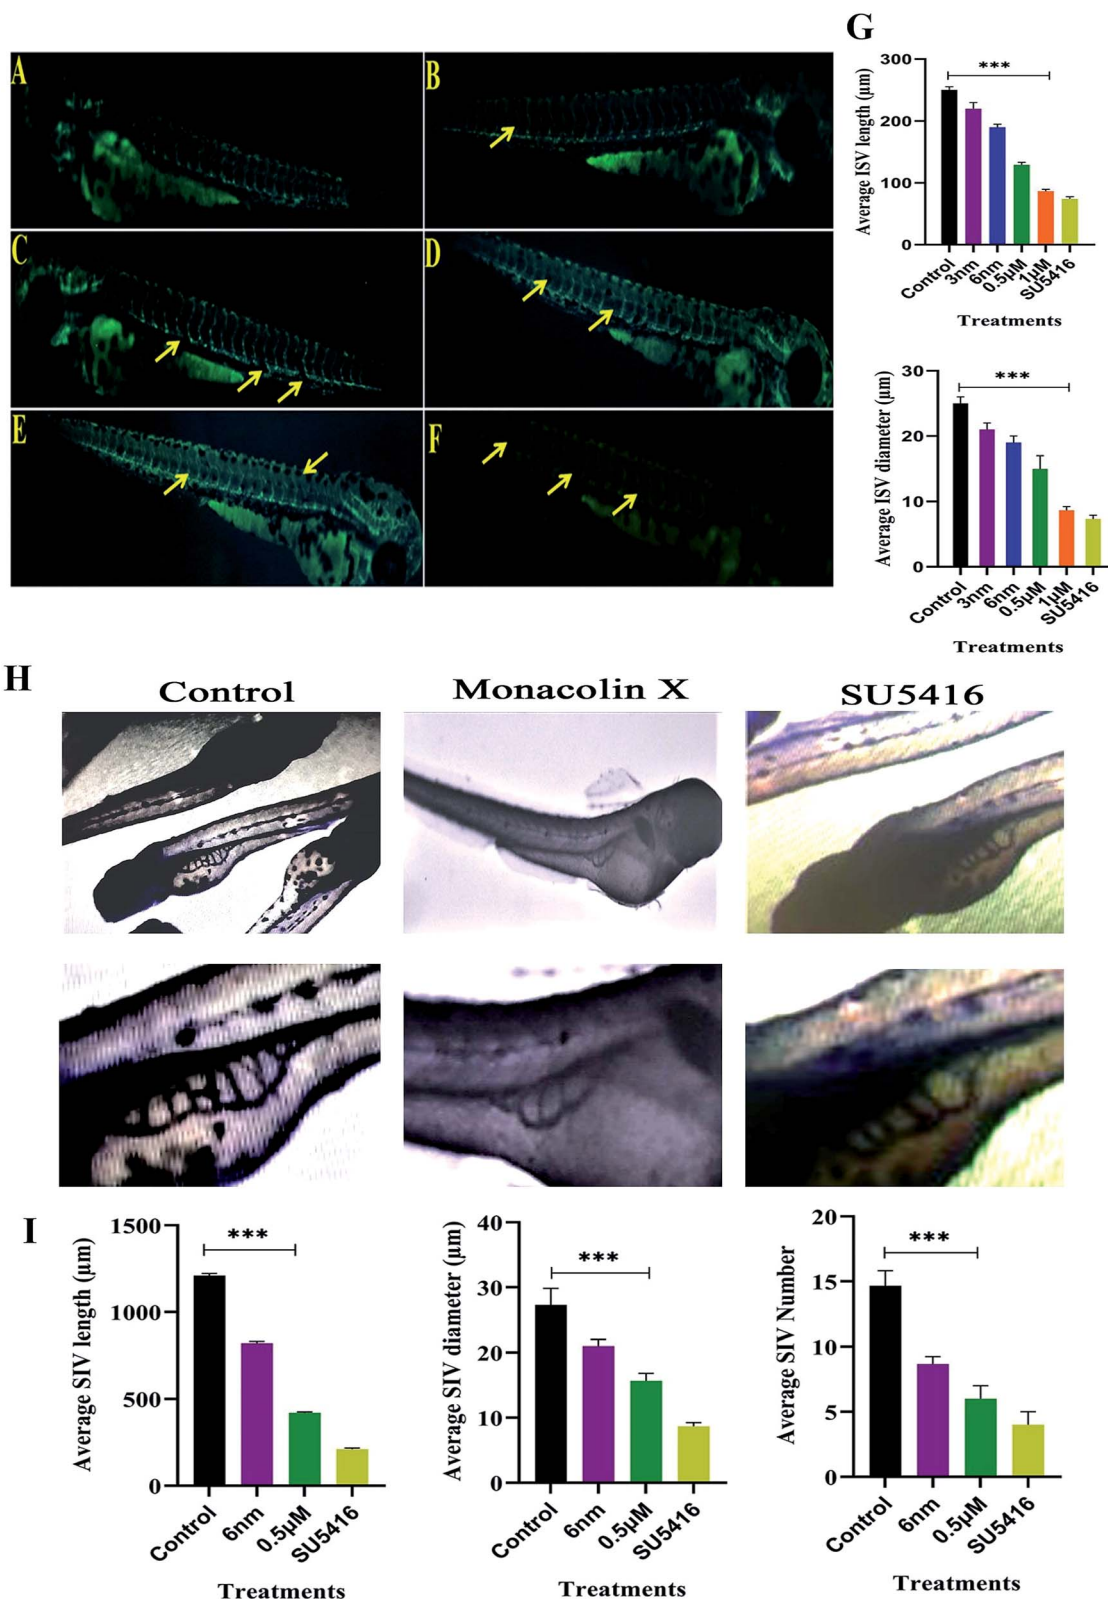 A
B
C
D
E
F
G
Average ISV length (µm)
300
200
100
0
***
Control
3nm
6nm
0.5µM
1µM
SU5416
Treatments
Average ISV diameter (µm)
30
20
10
0
***
Control
3nm
6nm
0.5µM
1µM
SU5416
Treatments
H
Control
Monacolin X
SU5416
I
Average SIV length (µm)
1500
1000
500
0
***
Control
6nm
0.5µM
SU5416
Treatments
Average SIV diameter (µm)
40
30
20
10
0
***
Control
6nm
0.5µM
SU5416
Treatments
Average SIV Number
20
15
10
5
0
***
Control
6nm
0.5µM
SU5416
Treatments